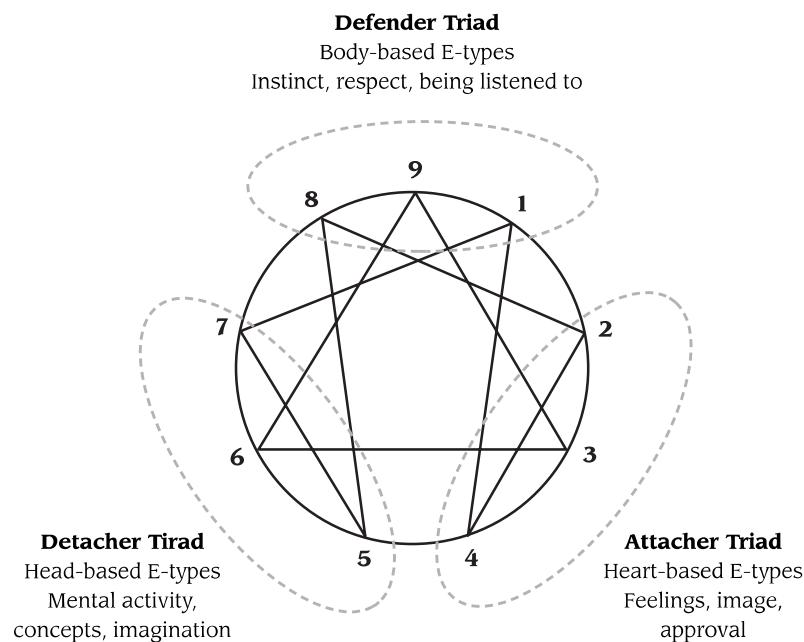 Defender Triad
Body-based E-types
Instinct, respect, being listened to
9
8
1
7
2
6
3
5
4
Detacher Tirad
Head-based E-types
Mental activity,
concepts, imagination
Attacher Triad
Heart-based E-types
Feelings, image,
approval